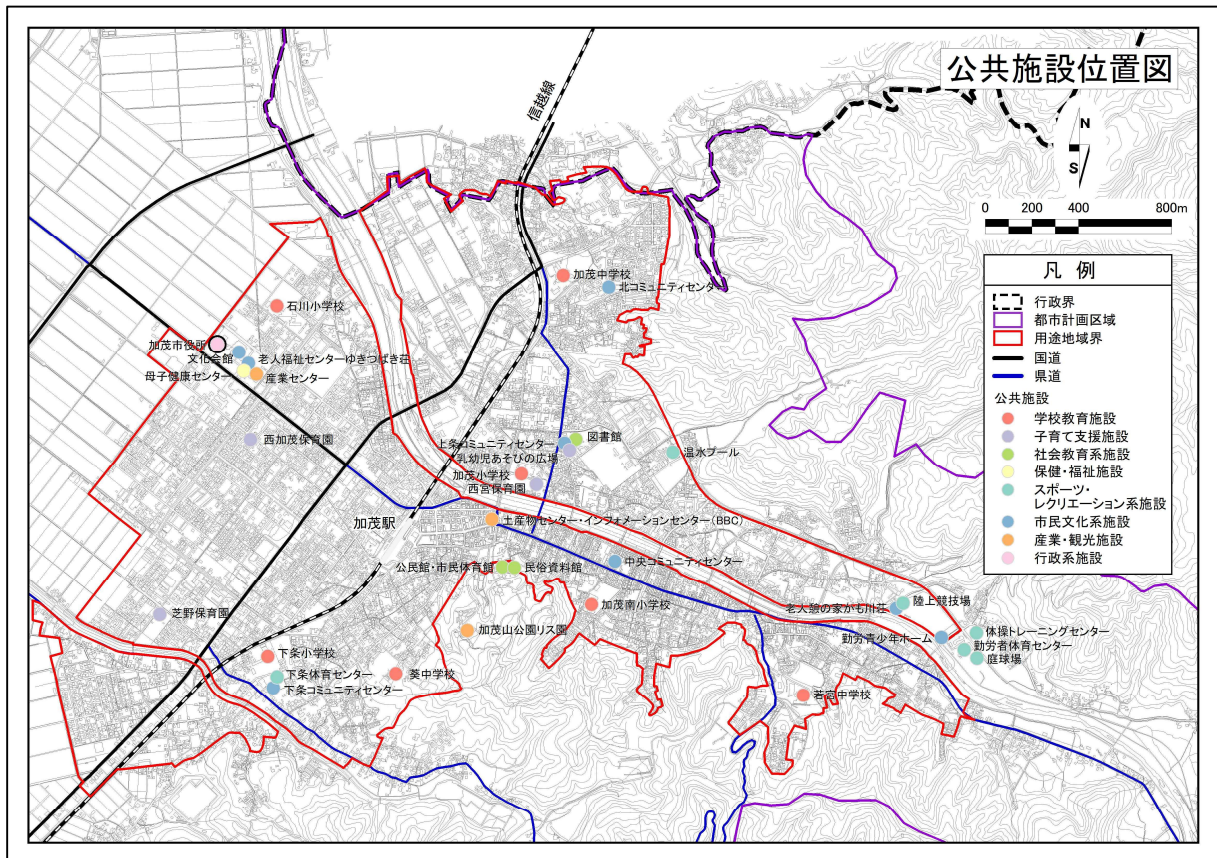 公共施設位置図
信越線
N
S
0 200 400 800m
凡 例
行政界
都市計画区域
用途地域界
国道
県道
公共施設
学校教育施設
子育て支援施設
社会教育系施設
保健・福祉施設
スポーツ・
レクリエーション系施設
市民文化系施設
産業・観光施設
行政系施設
加茂中学校
北コミュニティセンター
石川小学校
加茂市役所
文化会館
老人福祉センターゆきつばき荘
母子健康センター
産業センター
西加茂保育園
上条コミュニティセンター
図書館
乳幼児あそびの広場
温水プール
加茂小学校
西宮保育園
加茂駅
土産物センター・インフォメーションセンター(BBC)
公民館・市民体育館
民俗資料館
中央コミュニティセンター
加茂南小学校
老人憩の家かも川荘
陸上競技場
芝野保育園
加茂山公園リス園
勤労青少年ホーム
体操トレーニングセンター
勤労者体育センター
庭球場
下条小学校
下条体育センター
葵中学校
下条コミュニティセンター
若宮中学校